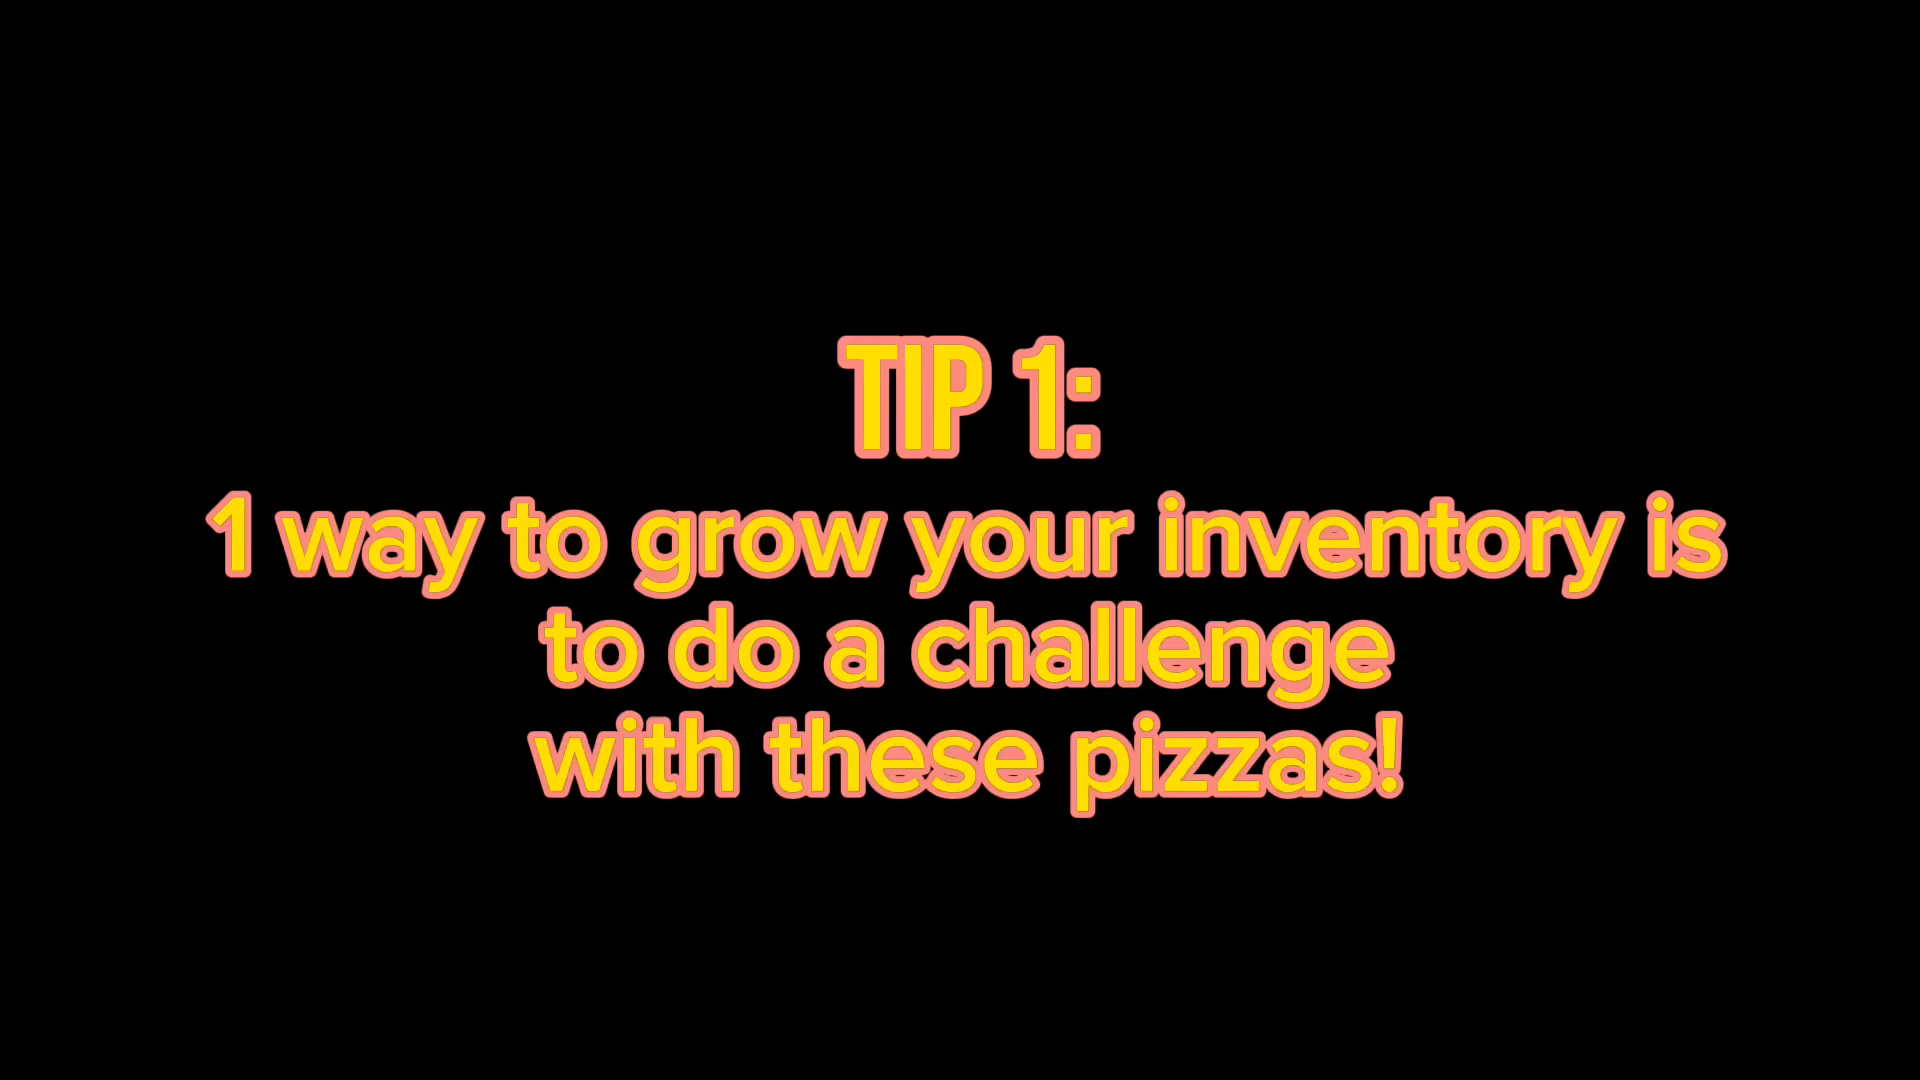 TIP 1:
1 way to grow your inventory is
to do a challenge
with these pizzas!